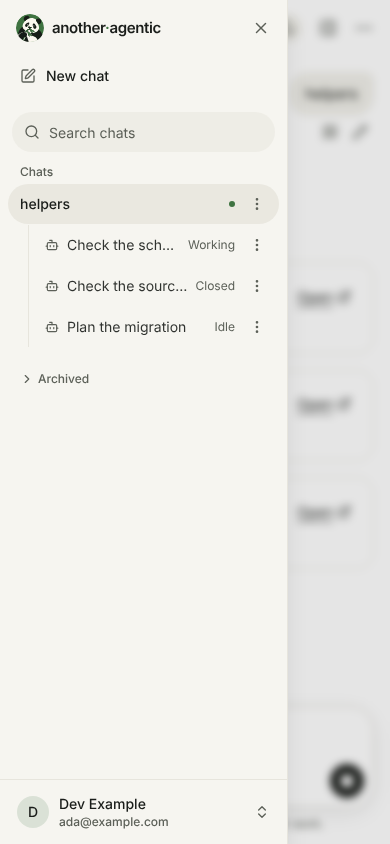 another·agentic
New chat
Search chats
Chats
helpers
Check the sch... Working
Check the sourc... Closed
Plan the migration Idle
Archived
helpers
D
Dev Example
ada@example.com